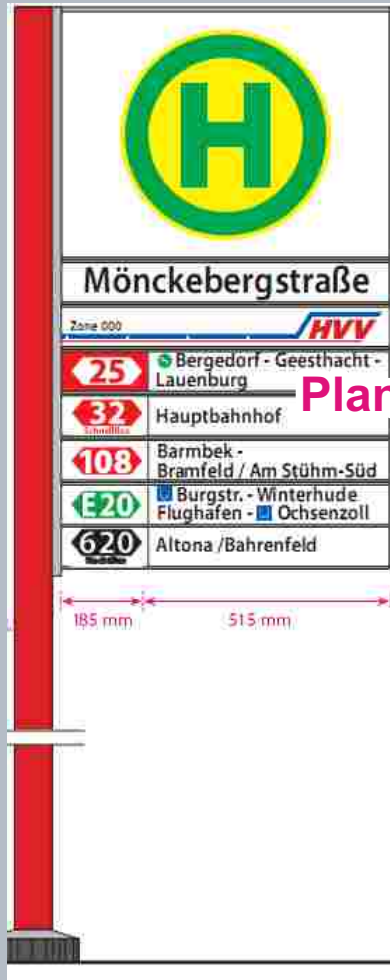 H
Mönckebergstraße
Zone 000
HVV
25
Bergedorf - Geesthacht -
Lauenburg
Plan
32
Schnellbus
Hauptbahnhof
108
Barmbek -
Bramfeld / Am Stühm-Süd
E20
U Burgstr. - Winterhude
Flughafen - U Ochsenzoll
620
Altona /Bahrenfeld
185 mm
515 mm